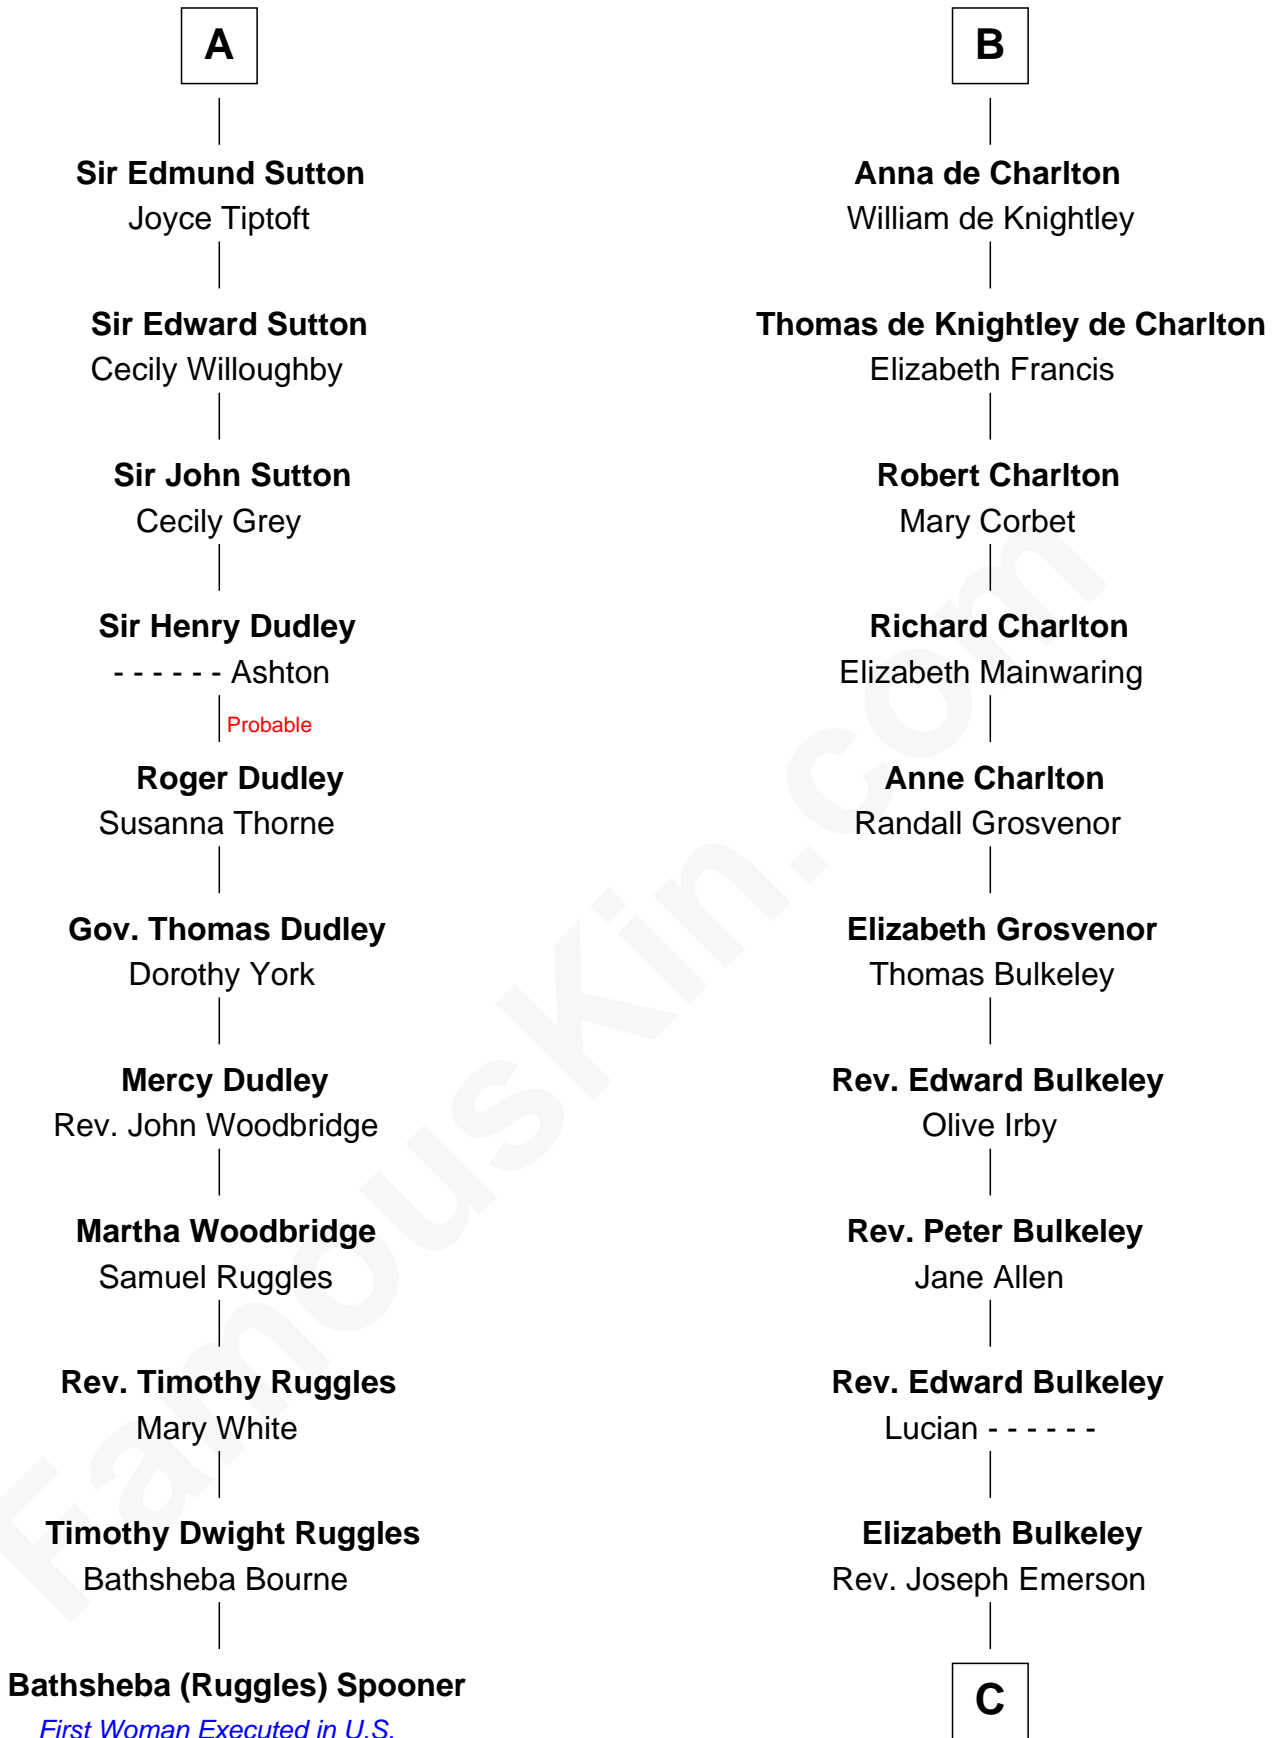 A
Sir Edmund Sutton
Joyce Tiptoft
Sir Edward Sutton
Cecily Willoughby
Sir John Sutton
Cecily Grey
Sir Henry Dudley
- - - - - - Ashton
Probable
Roger Dudley
Susanna Thorne
Gov. Thomas Dudley
Dorothy York
Mercy Dudley
Rev. John Woodbridge
Martha Woodbridge
Samuel Ruggles
Rev. Timothy Ruggles
Mary White
Timothy Dwight Ruggles
Bathsheba Bourne
Bathsheba (Ruggles) Spooner
First Woman Executed in U.S.
B
Anna de Charlton
William de Knightley
Thomas de Knightley de Charlton
Elizabeth Francis
Robert Charlton
Mary Corbet
Richard Charlton
Elizabeth Mainwaring
Anne Charlton
Randall Grosvenor
Elizabeth Grosvenor
Thomas Bulkeley
Rev. Edward Bulkeley
Olive Irby
Rev. Peter Bulkeley
Jane Allen
Rev. Edward Bulkeley
Lucian - - - - - -
Elizabeth Bulkeley
Rev. Joseph Emerson
C
FamousKin.com